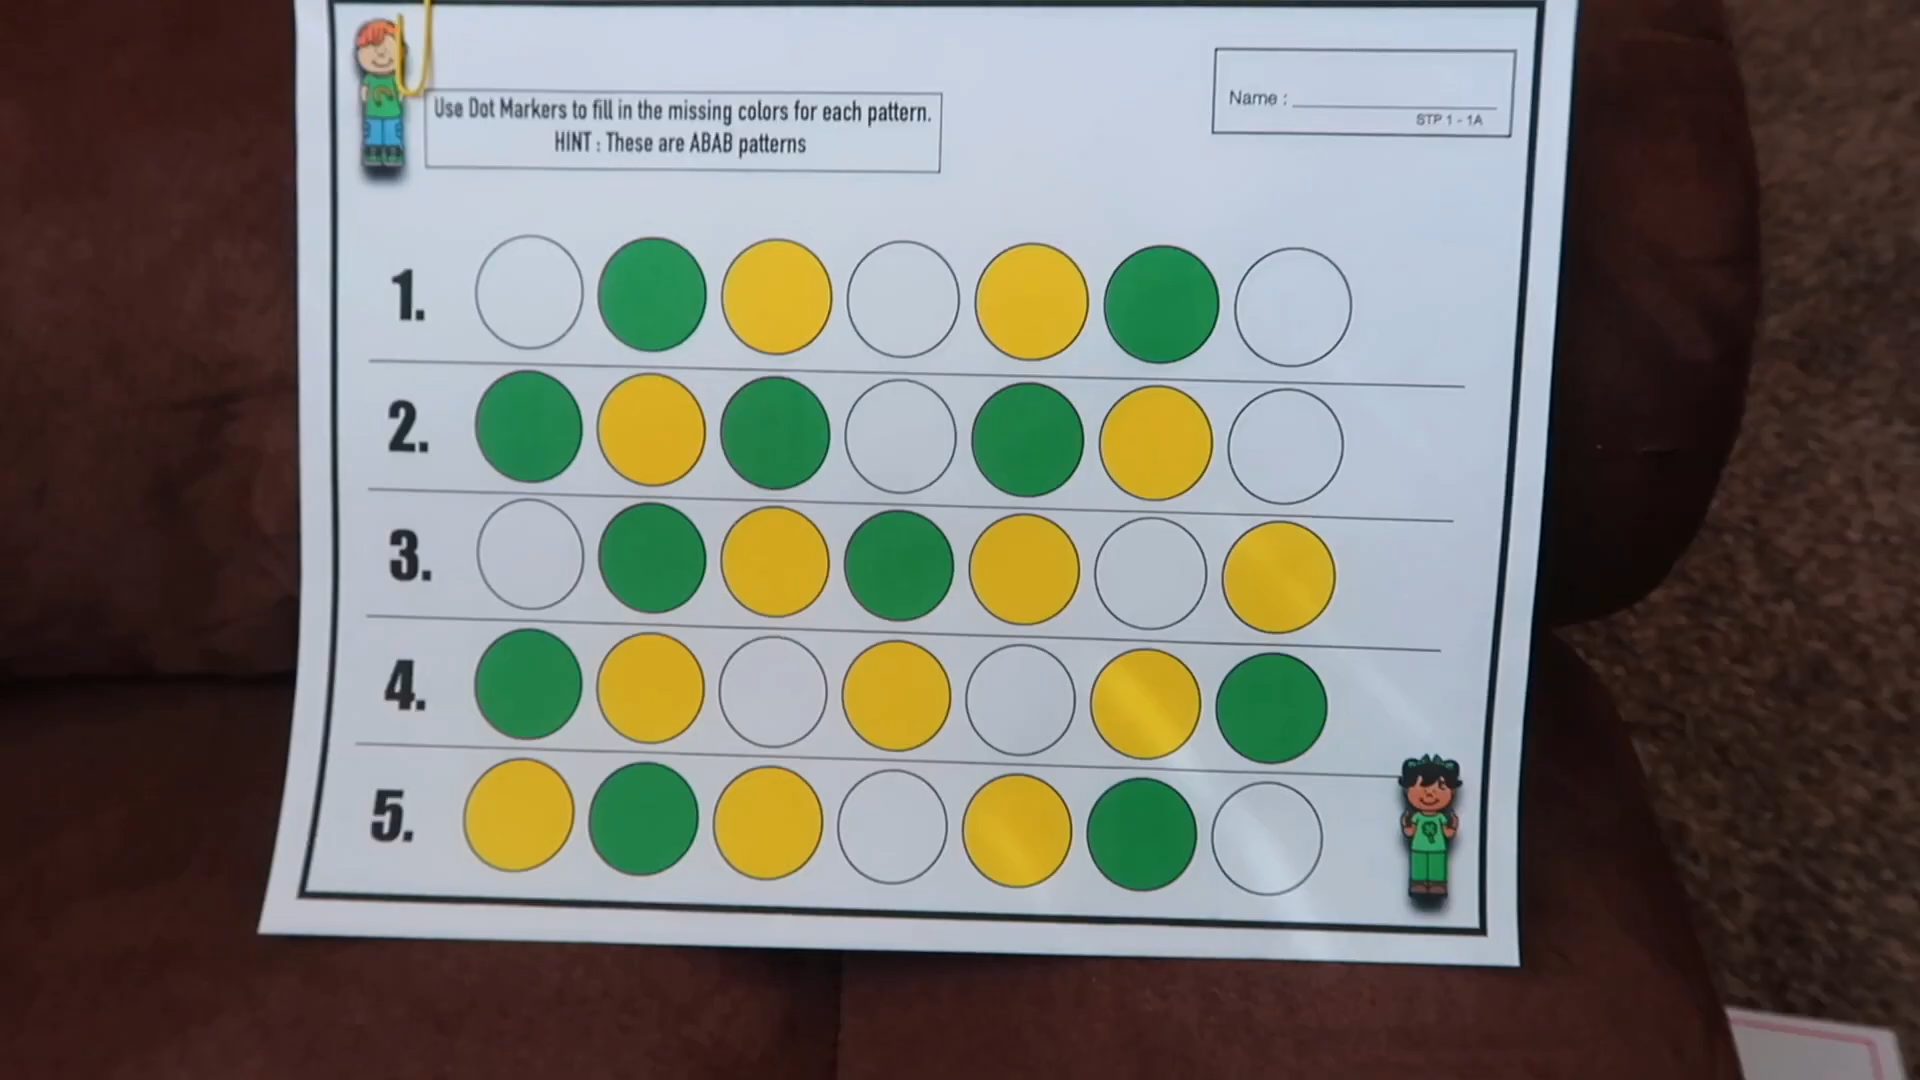 Use Dot Markers to fill in the missing colors for each pattern.
HINT : These are ABAB patterns
Name :
STP 1 - 1A
1.
2.
3.
4.
5.